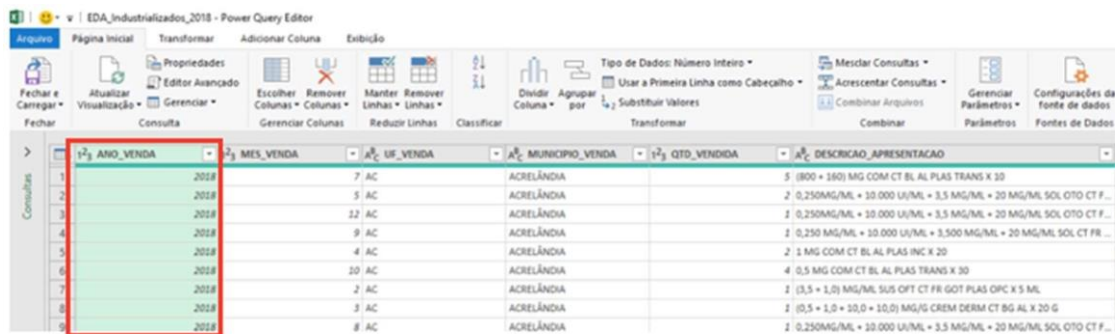 EDA_Industrializados_2018 - Power Query Editor
Arquivo Página Inicial Transformar Adicionar Coluna Exibição
Fechar e Carregar
Fechar
Atualizar Visualização
Propriedades
Editor Avançado
Gerenciar
Consulta
Escolher Colunas
Remover Colunas
Gerenciar Colunas
Manter Linhas
Remover Linhas
Reduzir Linhas
Classificar
Dividir Coluna
Agrupar por
Tipo de Dados: Número Inteiro
Usar a Primeira Linha como Cabeçalho
Substituir Valores
Transformar
Mesclar Consultas
Acrescentar Consultas
Combinar Arquivos
Combinar
Gerenciar Parâmetros
Parâmetros
Configurações da fonte de dados
Fontes de Dados
Consultas
ANO_VENDA MES_VENDA UF_VENDA MUNICIPIO_VENDA QTD_VENDIDA DESCRICAO_APRESENTACAO
1 2018 7 AC ACRELÂNDIA 5 (800 + 160) MG COM CT BL AL PLAS TRANS X 10
2 2018 5 AC ACRELÂNDIA 2 0,250MG/ML + 10.000 UI/ML + 3,5 MG/ML + 20 MG/ML SOL OTO CT F...
3 2018 12 AC ACRELÂNDIA 1 0,250MG/ML + 10.000 UI/ML + 3,5 MG/ML + 20 MG/ML SOL OTO CT F...
4 2018 9 AC ACRELÂNDIA 1 0,250 MG/ML + 10.000 UI/ML + 3,500 MG/ML + 20 MG/ML SOL CT FR ...
5 2018 4 AC ACRELÂNDIA 2 1 MG COM CT BL AL PLAS INC X 20
6 2018 10 AC ACRELÂNDIA 4 0,5 MG COM CT BL AL PLAS TRANS X 30
7 2018 2 AC ACRELÂNDIA 1 (3,5 + 1,0) MG/ML SUS OFT CT FR GOT PLAS OPC X 5 ML
8 2018 3 AC ACRELÂNDIA 1 (0,5 + 1,0 + 10,0 + 10,0) MG/G CREM DERM CT BG AL X 20 G
9 2018 8 AC ACRELÂNDIA 1 0,250MG/ML + 10.000 UI/ML + 3,5 MG/ML + 20 MG/ML SOL OTO CT F...